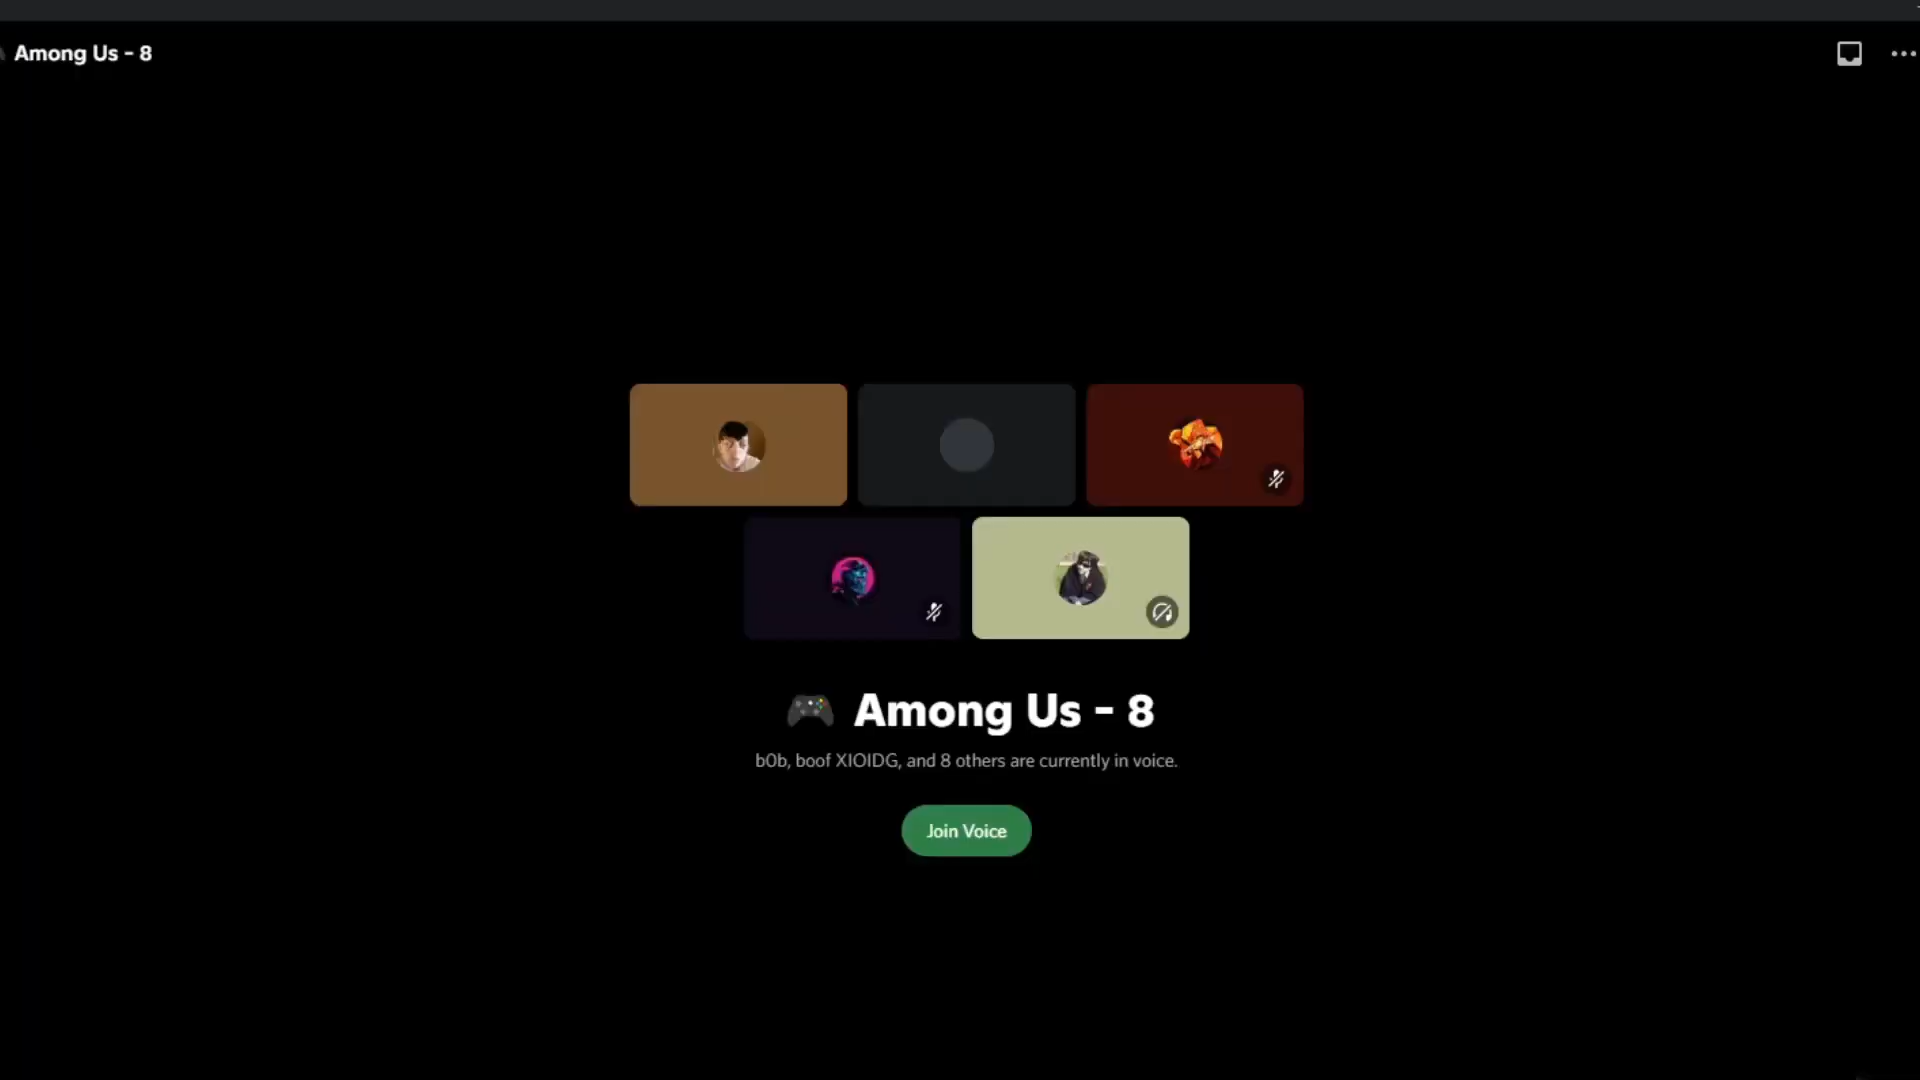 Among Us - 8
Among Us - 8
b0b, boof XIOIDG, and 8 others are currently in voice.
Join Voice